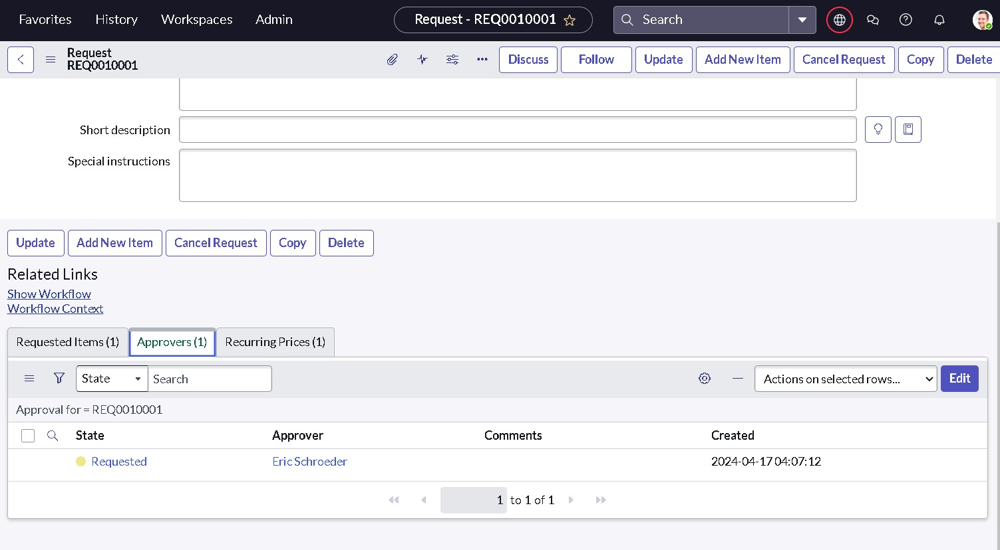 Favorites History Workspaces Admin Request - REQ0010001 Search
Request
REQ0010001
Discuss Follow Update Add New Item Cancel Request Copy Delete
Short description
Special instructions
Update Add New Item Cancel Request Copy Delete
Related Links
Show Workflow
Workflow Context
Requested Items (1) Approvers (1) Recurring Prices (1)
State Search Actions on selected rows... Edit
Approval for = REQ0010001
State Approver Comments Created
Requested Eric Schroeder 2024-04-17 04:07:12
1 to 1 of 1